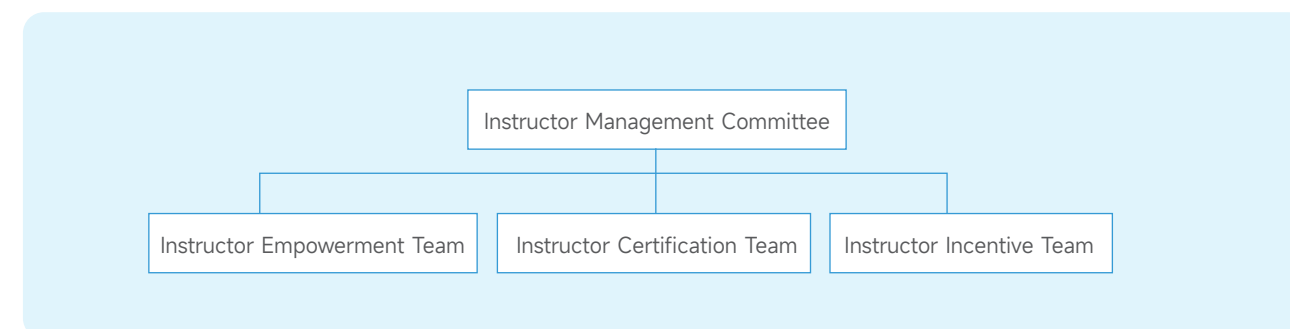 Instructor Management Committee
Instructor Empowerment Team
Instructor Certification Team
Instructor Incentive Team